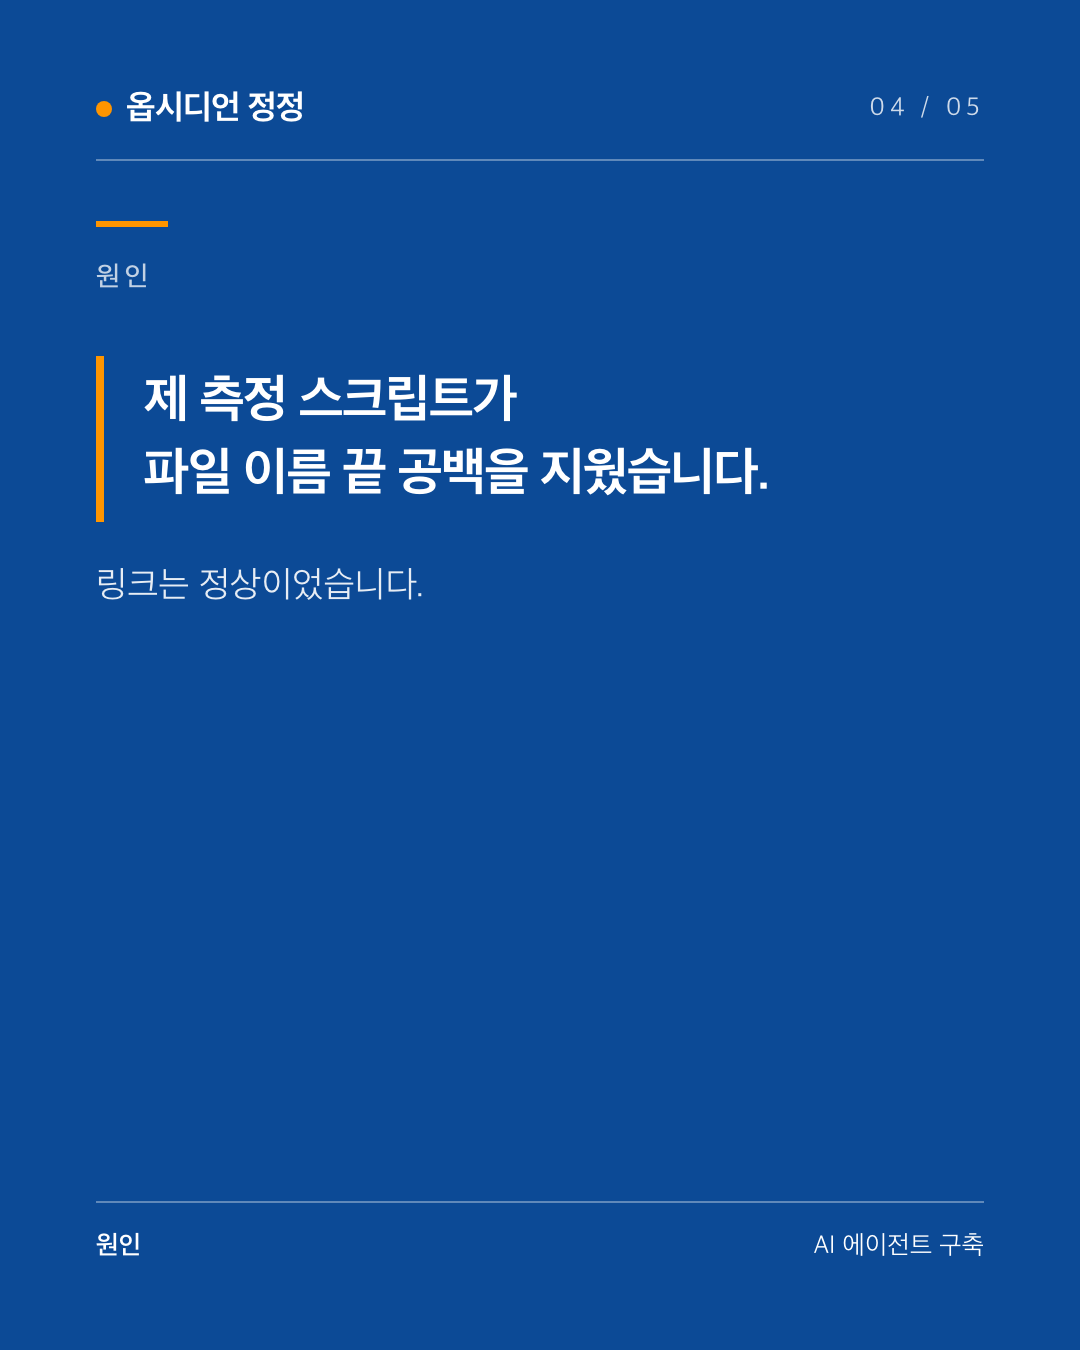 옵시디언 정정
04 / 05
원인
제 측정 스크립트가
파일 이름 끝 공백을 지웠습니다.
링크는 정상이었습니다.
원인
AI 에이전트 구축